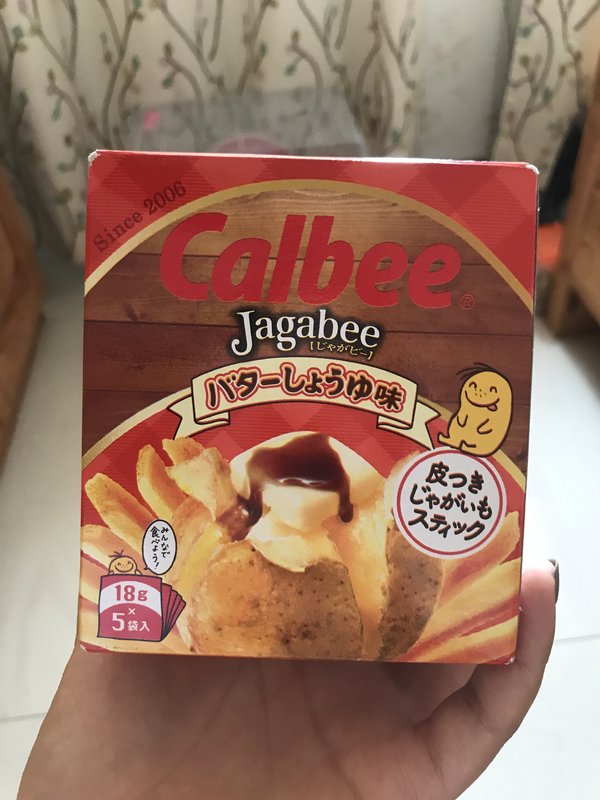 Since 2006
Calbee®
Jagabee
【じゃがビー】
バターしょうゆ味
皮つき
じゃがいも
スティック
みんなで
食べよう!
18g
×
5袋入